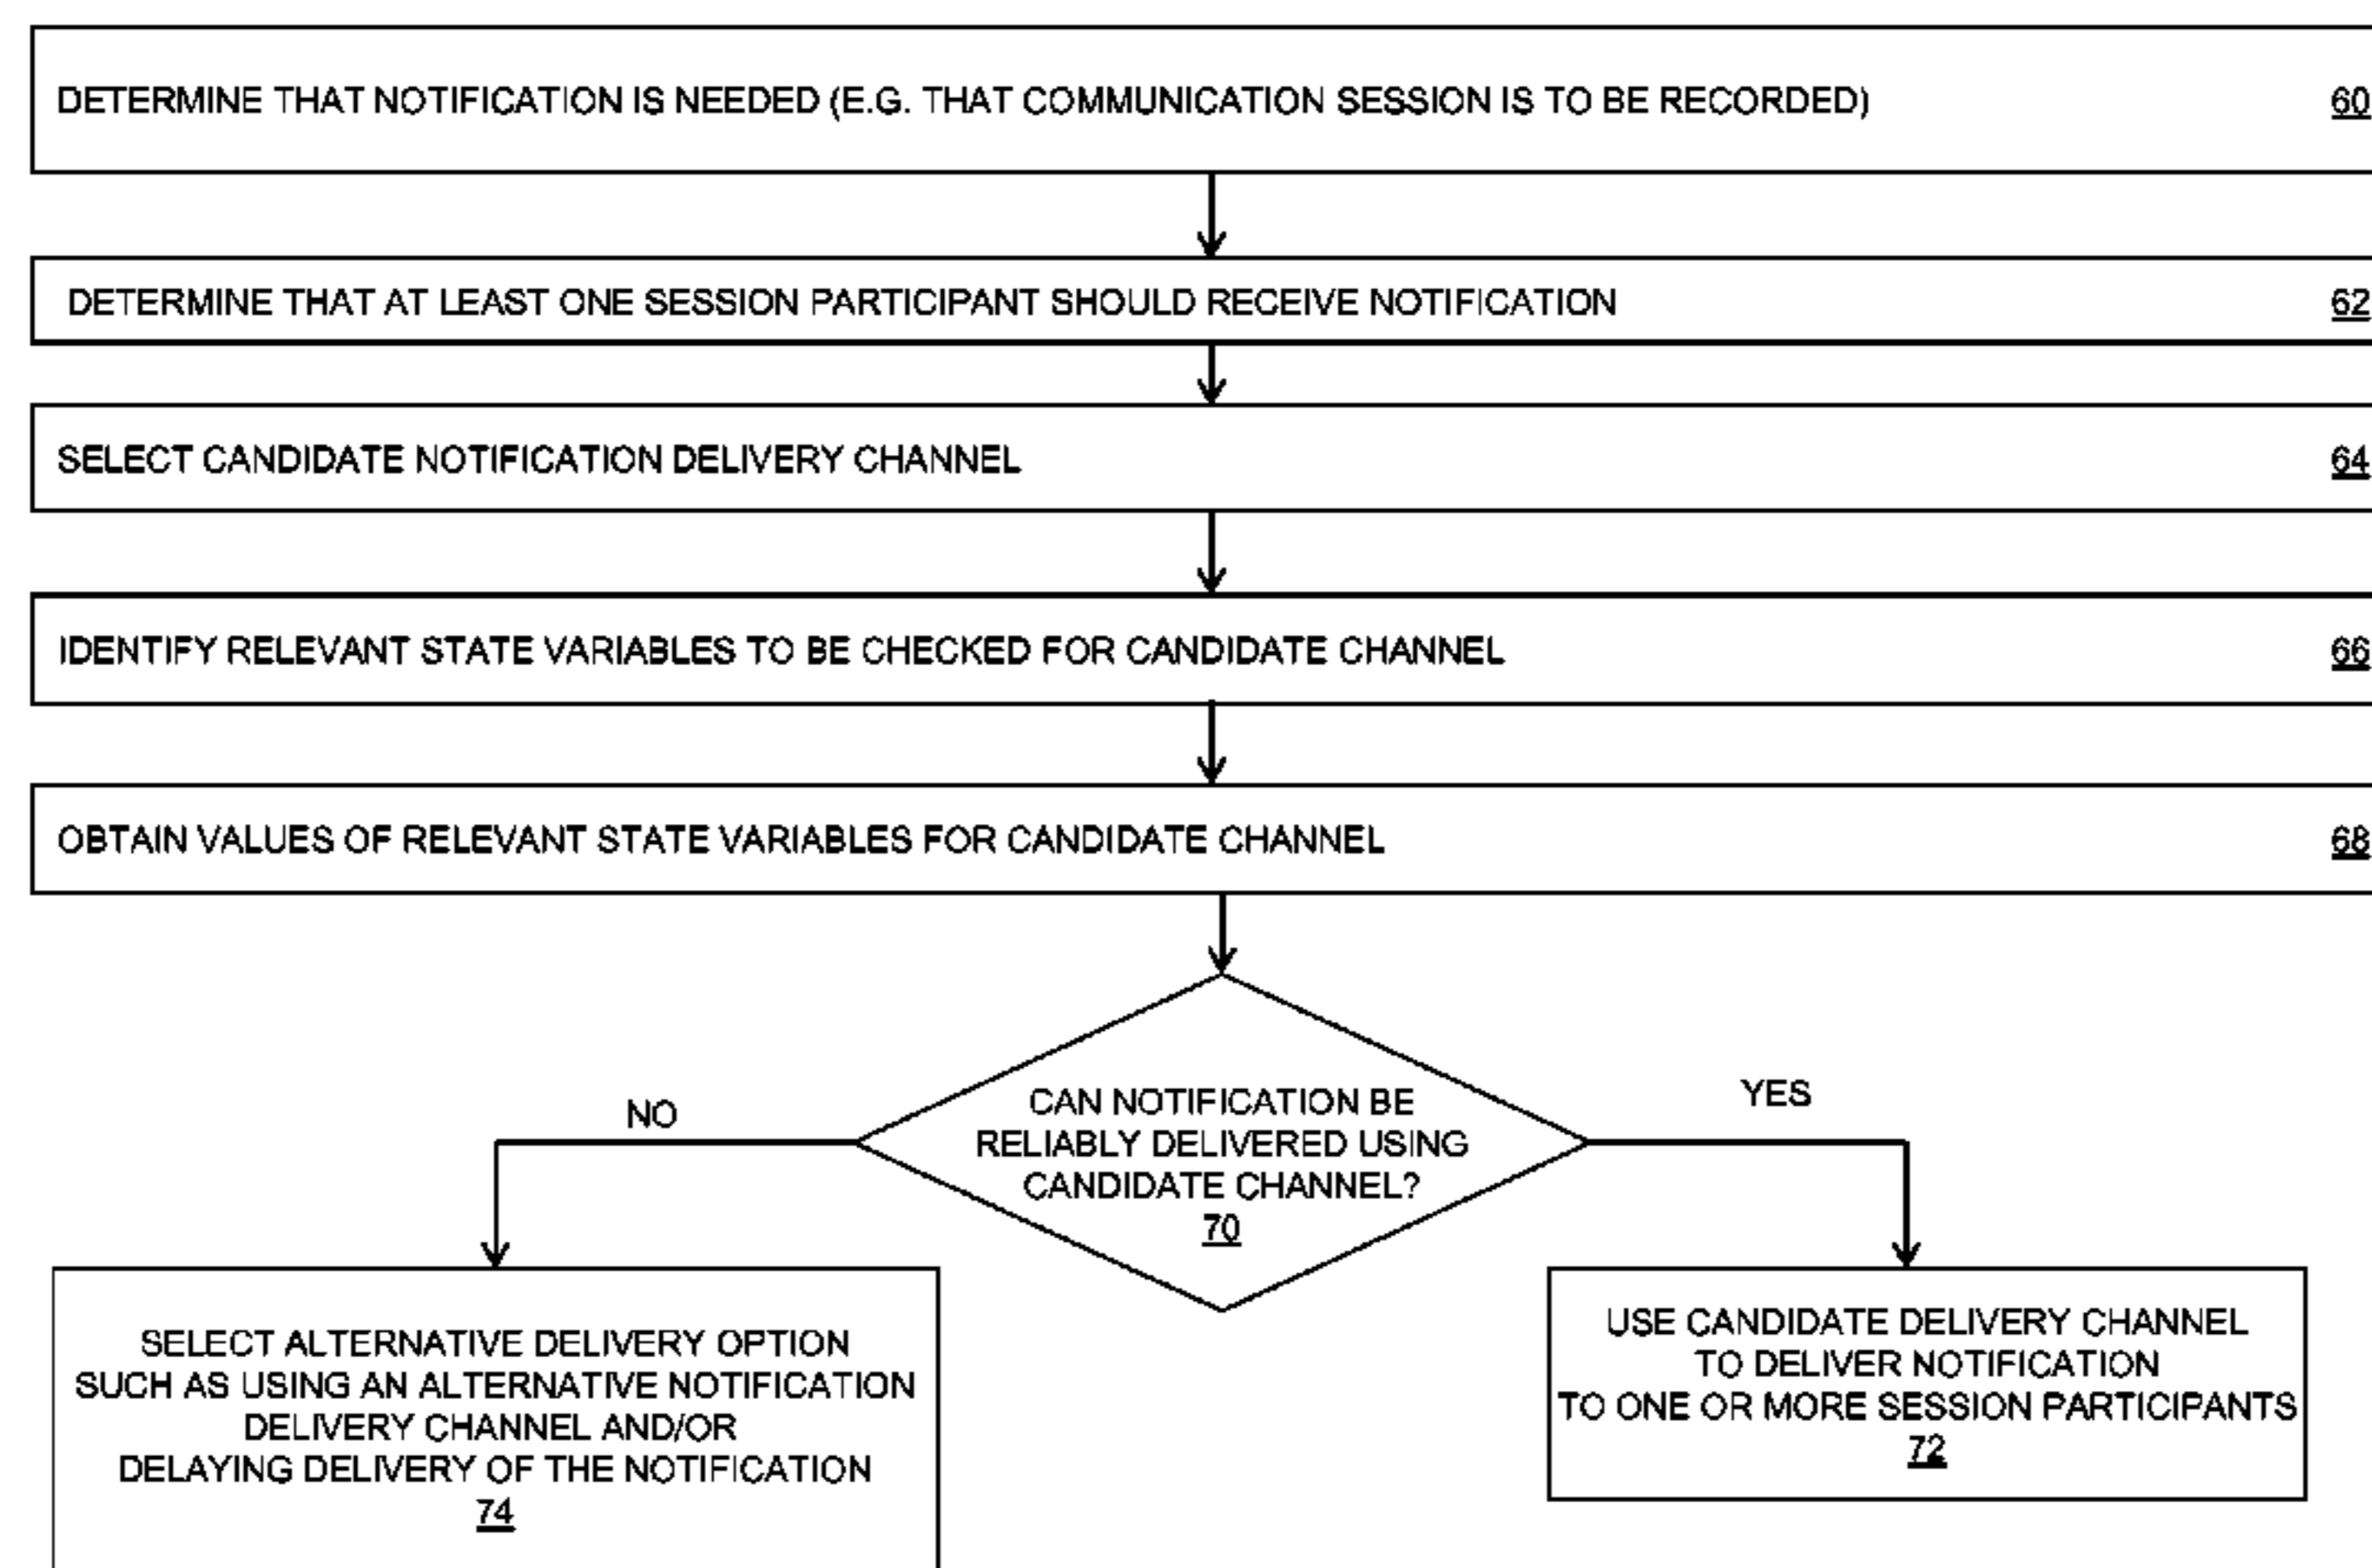 DETERMINE THAT NOTIFICATION IS NEEDED (E.G. THAT COMMUNICATION SESSION IS TO BE RECORDED) 60
DETERMINE THAT AT LEAST ONE SESSION PARTICIPANT SHOULD RECEIVE NOTIFICATION 62
SELECT CANDIDATE NOTIFICATION DELIVERY CHANNEL 64
IDENTIFY RELEVANT STATE VARIABLES TO BE CHECKED FOR CANDIDATE CHANNEL 66
OBTAIN VALUES OF RELEVANT STATE VARIABLES FOR CANDIDATE CHANNEL 68
CAN NOTIFICATION BE
RELIABLY DELIVERED USING
CANDIDATE CHANNEL?
70
NO
YES
SELECT ALTERNATIVE DELIVERY OPTION
SUCH AS USING AN ALTERNATIVE NOTIFICATION
DELIVERY CHANNEL AND/OR
DELAYING DELIVERY OF THE NOTIFICATION
74
USE CANDIDATE DELIVERY CHANNEL
TO DELIVER NOTIFICATION
TO ONE OR MORE SESSION PARTICIPANTS
72